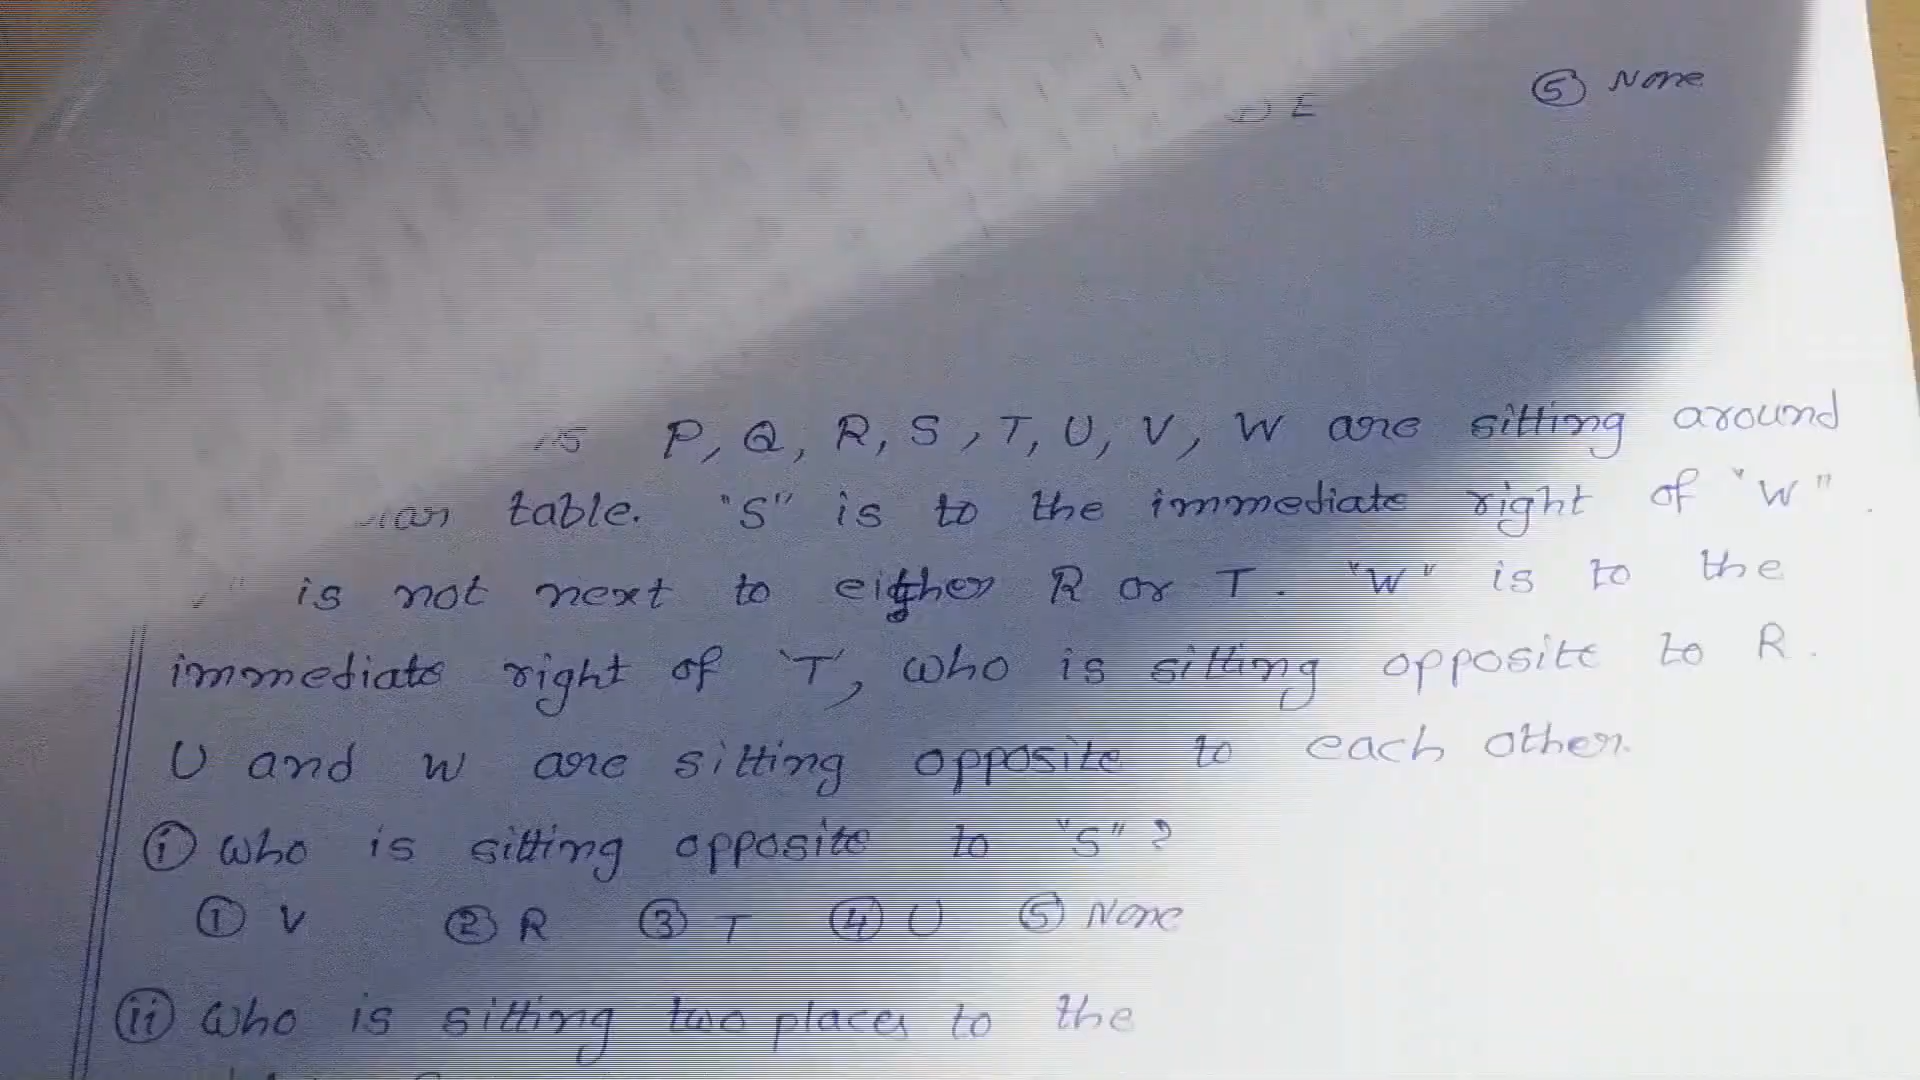 ⑤ None
P, Q, R, S, T, U, V, W are sitting around
table. "S" is to the immediate right of "W".
is not next to either R or T. "W" is to the
immediate right of 'T', who is sitting opposite to R.
U and W are sitting opposite to each other.
ⓘ Who is sitting opposite to "S"?
① V ② R ③ T ④ U ⑤ None
ⓘⓘ Who is sitting two places to the